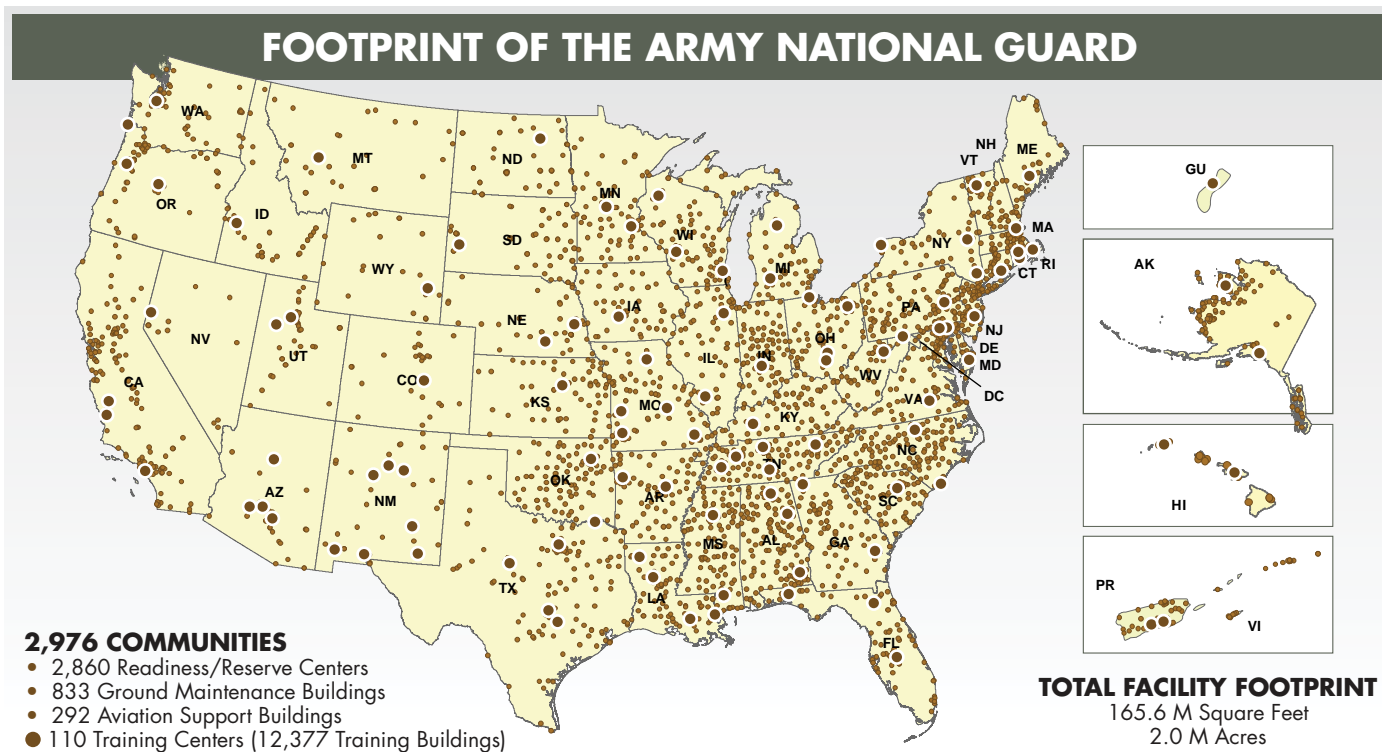 FOOTPRINT OF THE ARMY NATIONAL GUARD
WA
MT
ND
MN
OR
ID
SD
WI
MI
WY
NV
UT
CO
CA
NE
IA
IL
IN
OH
KS
MO
KY
WV
VA
PA
NY
NH
VT
ME
MA
RI
CT
NJ
DE
MD
DC
AZ
NM
OK
AR
TN
NC
SC
TX
LA
MS
AL
GA
FL
GU
AK
HI
PR
VI
2,976 COMMUNITIES
• 2,860 Readiness/Reserve Centers
• 833 Ground Maintenance Buildings
• 292 Aviation Support Buildings
● 110 Training Centers (12,377 Training Buildings)
TOTAL FACILITY FOOTPRINT
165.6 M Square Feet
2.0 M Acres